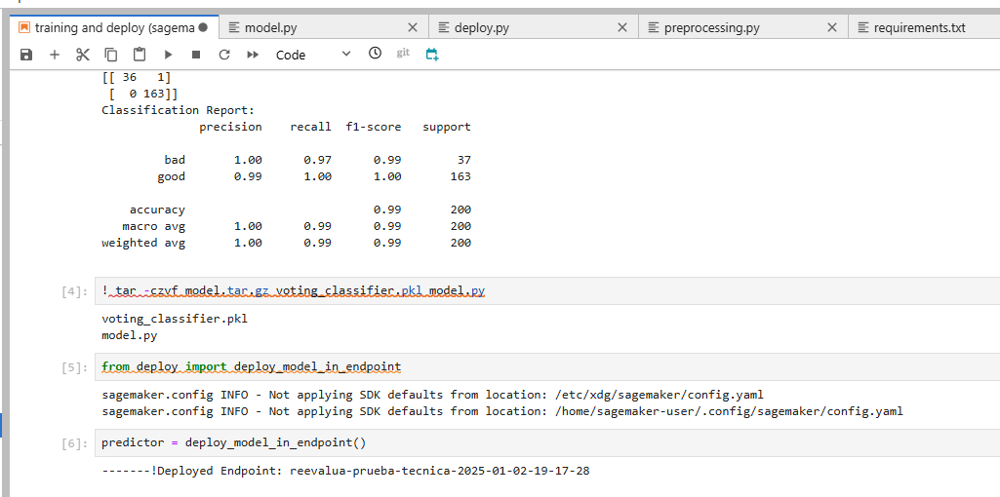 training and deploy (sagema
model.py
deploy.py
preprocessing.py
requirements.txt
Code
git
[[ 36   1]
 [  0 163]]
Classification Report:
              precision    recall  f1-score   support

         bad       1.00      0.97      0.99        37
        good       0.99      1.00      1.00       163

    accuracy                           0.99       200
   macro avg       1.00      0.99      0.99       200
weighted avg       1.00      0.99      0.99       200

[4]: ! tar -czvf model.tar.gz voting_classifier.pkl model.py
voting_classifier.pkl
model.py
[5]: from deploy import deploy_model_in_endpoint
sagemaker.config INFO - Not applying SDK defaults from location: /etc/xdg/sagemaker/config.yaml
sagemaker.config INFO - Not applying SDK defaults from location: /home/sagemaker-user/.config/sagemaker/config.yaml
[6]: predictor = deploy_model_in_endpoint()
-------!Deployed Endpoint: reevalua-prueba-tecnica-2025-01-02-19-17-28